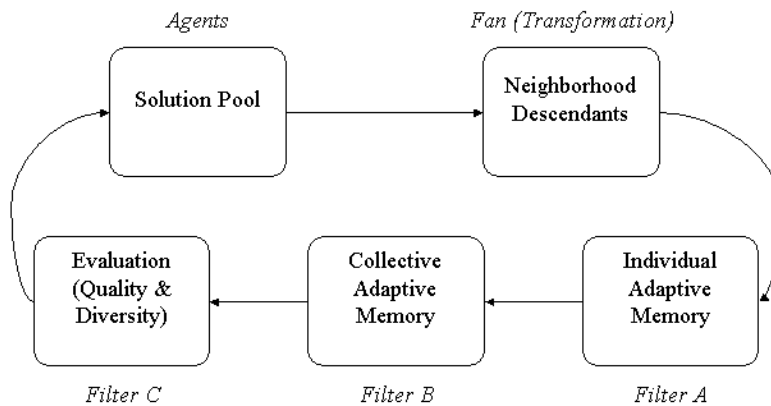 Agents
Fan (Transformation)
Solution Pool
Neighborhood
Descendants
Evaluation
(Quality &
Diversity)
Collective
Adaptive
Memory
Individual
Adaptive
Memory
Filter C
Filter B
Filter A